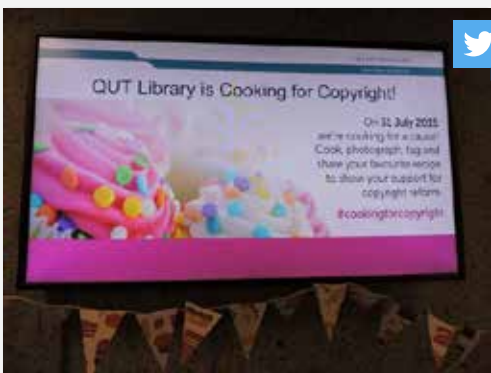 QUT Library is Cooking for Copyright!
On 31 July 2015
we're cooking for a cause!
Cook, photograph, tag and
share your favourite recipe
to show your support for
copyright reform.
#cookingforcopyright